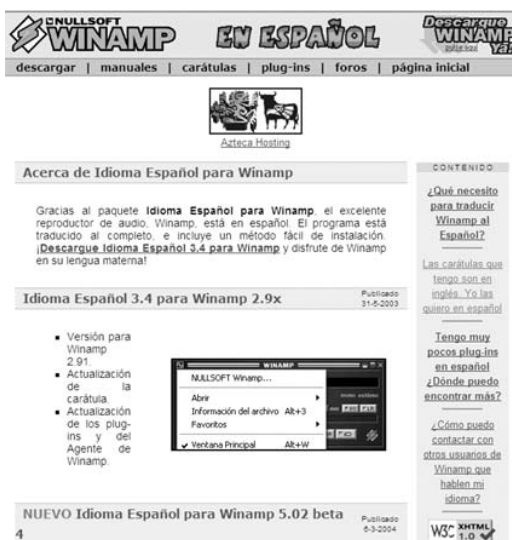 NULLSOFT
WINAMP
EN ESPAÑOL
Descargue
WINAMP
Ya!
descargar | manuales | carátulas | plug-ins | foros | página inicial
Azteca Hosting
Acerca de Idioma Español para Winamp
Gracias al paquete Idioma Español para Winamp, el excelente
reproductor de audio, Winamp, está en español. El programa está
traducido al completo, e incluye un método fácil de instalación.
¡Descargue Idioma Español 3.4 para Winamp y disfrute de Winamp
en su lengua materna!
Idioma Español 3.4 para Winamp 2.9x
Publicado
31-5-2003
Versión para
Winamp
2.91.
Actualización
de la
carátula.
Actualización
de los plug-
ins y del
Agente de
Winamp.
WINAMP
NULLSOFT Winamp...
Abrir
Información del archivo Alt+3
Favoritos
Ventana Principal Alt+W
NUEVO Idioma Español para Winamp 5.02 beta
4
Publicado
6-3-2004
CONTENIDO
¿Qué necesito
para traducir
Winamp al
Español?
Las carátulas que
tengo son en
inglés. Yo las
quiero en español
Tengo muy
pocos plug-ins
en español
¿Dónde puedo
encontrar más?
¿Cómo puedo
contactar con
otros usuarios de
Winamp que
hablen mi
idioma?
W3C XHTML
1.0